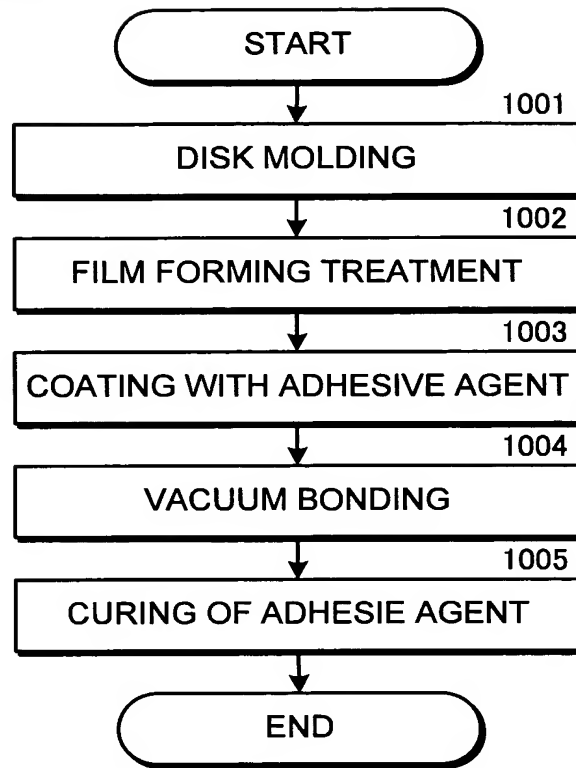 START
1001
DISK MOLDING
1002
FILM FORMING TREATMENT
1003
COATING WITH ADHESIVE AGENT
1004
VACUUM BONDING
1005
CURING OF ADHESIE AGENT
END